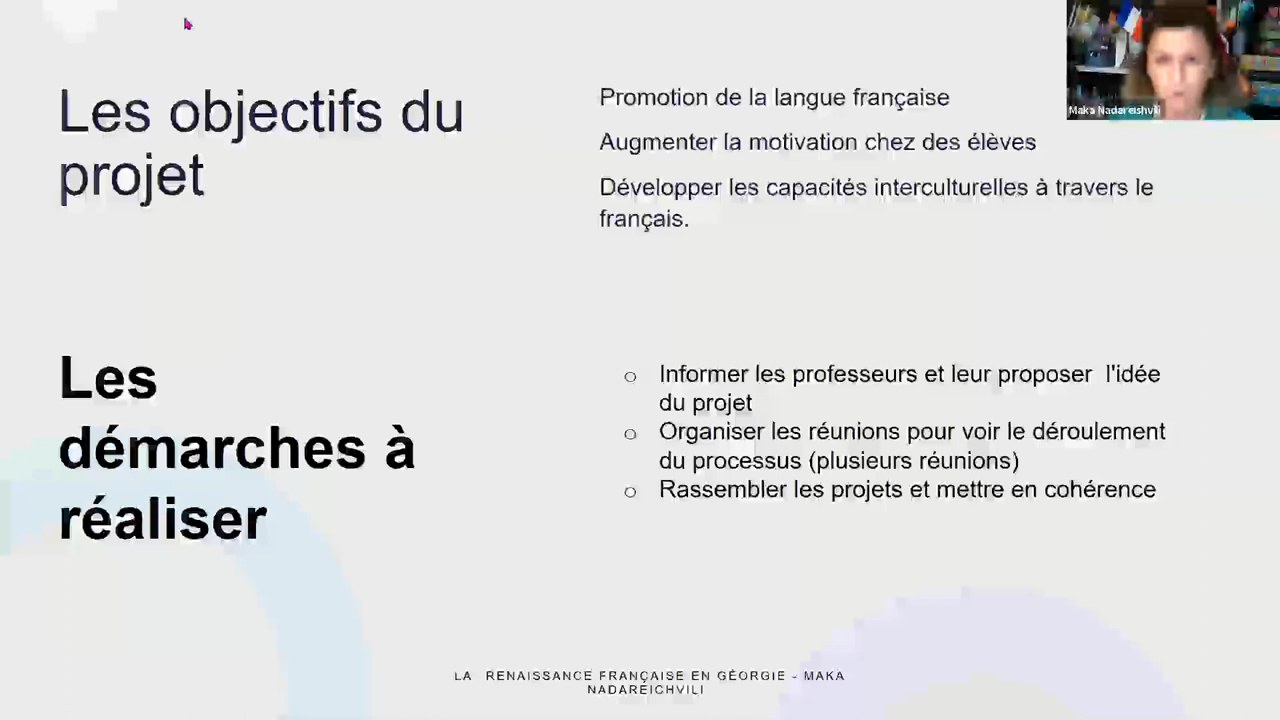 Les objectifs du
projet
Promotion de la langue française
Augmenter la motivation chez des élèves
Développer les capacités interculturelles à travers le
français.
Maka Nadareishvili
Les
démarches à
réaliser
o Informer les professeurs et leur proposer l'idée
du projet
o Organiser les réunions pour voir le déroulement
du processus (plusieurs réunions)
o Rassembler les projets et mettre en cohérence
LA RENAISSANCE FRANÇAISE EN GÉORGIE - MAKA
NADAREICHVILI